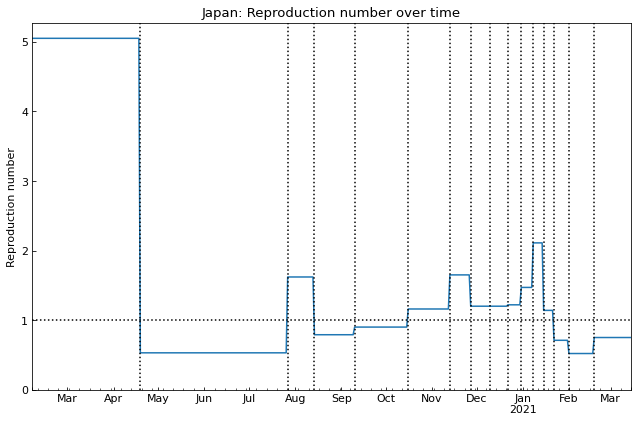 Japan: Reproduction number over time
Reproduction number
5
4
3
2
1
0
Mar Apr May Jun Jul Aug Sep Oct Nov Dec Jan Feb Mar
2021